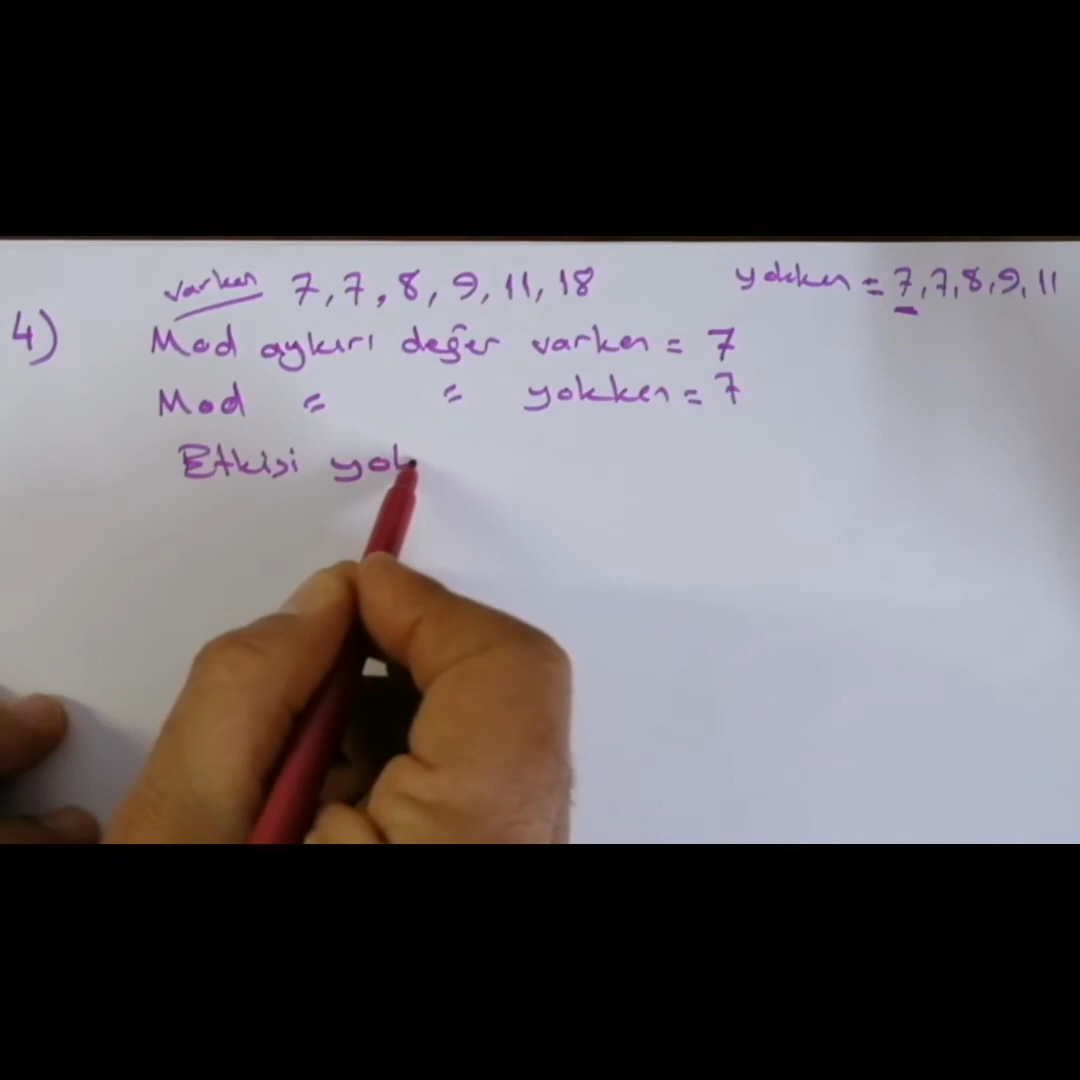 varken 7, 7, 8, 9, 11, 18 yokken = 7, 7, 8, 9, 11
4) Mod aykırı değer varken = 7
Mod " " yokken = 7
Etkisi yok